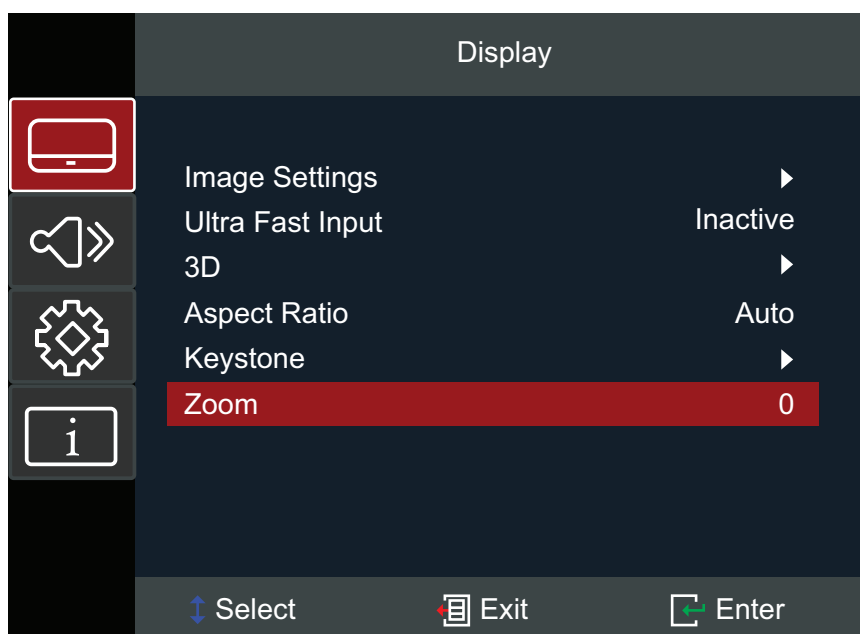 Display
Image Settings
Ultra Fast Input Inactive
3D
Aspect Ratio Auto
Keystone
Zoom 0
i
Select Exit Enter